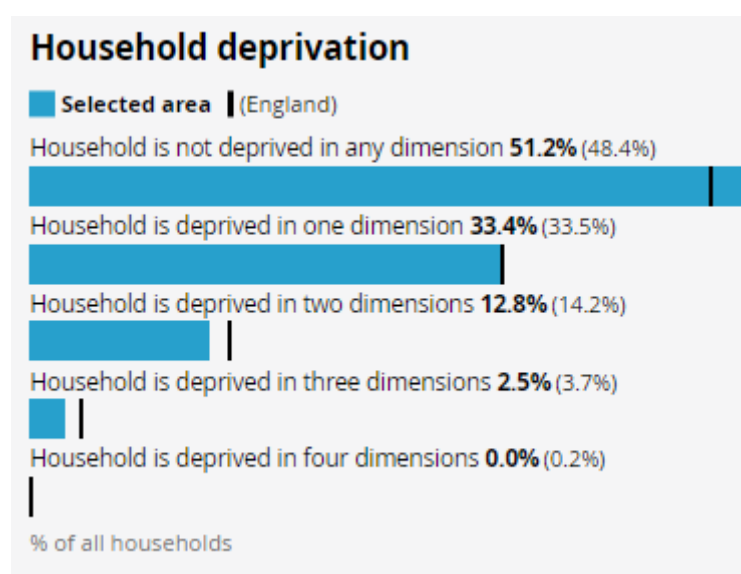 Household deprivation
Selected area (England)
Household is not deprived in any dimension 51.2% (48.4%)
Household is deprived in one dimension 33.4% (33.5%)
Household is deprived in two dimensions 12.8% (14.2%)
Household is deprived in three dimensions 2.5% (3.7%)
Household is deprived in four dimensions 0.0% (0.2%)
% of all households